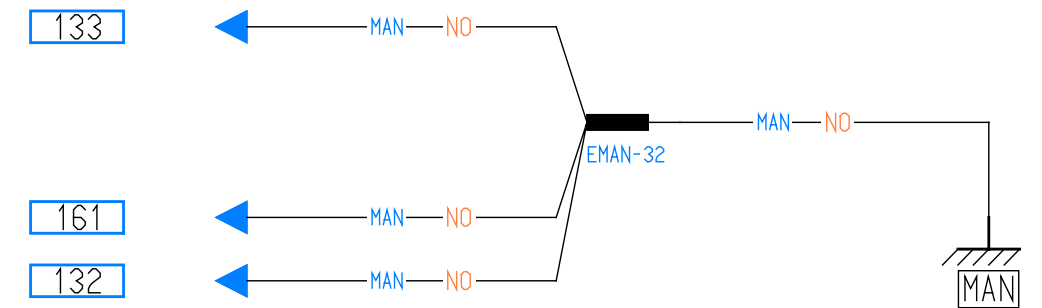 133 MAN NO
MAN NO
EMAN-32
161 MAN NO
132 MAN NO
MAN